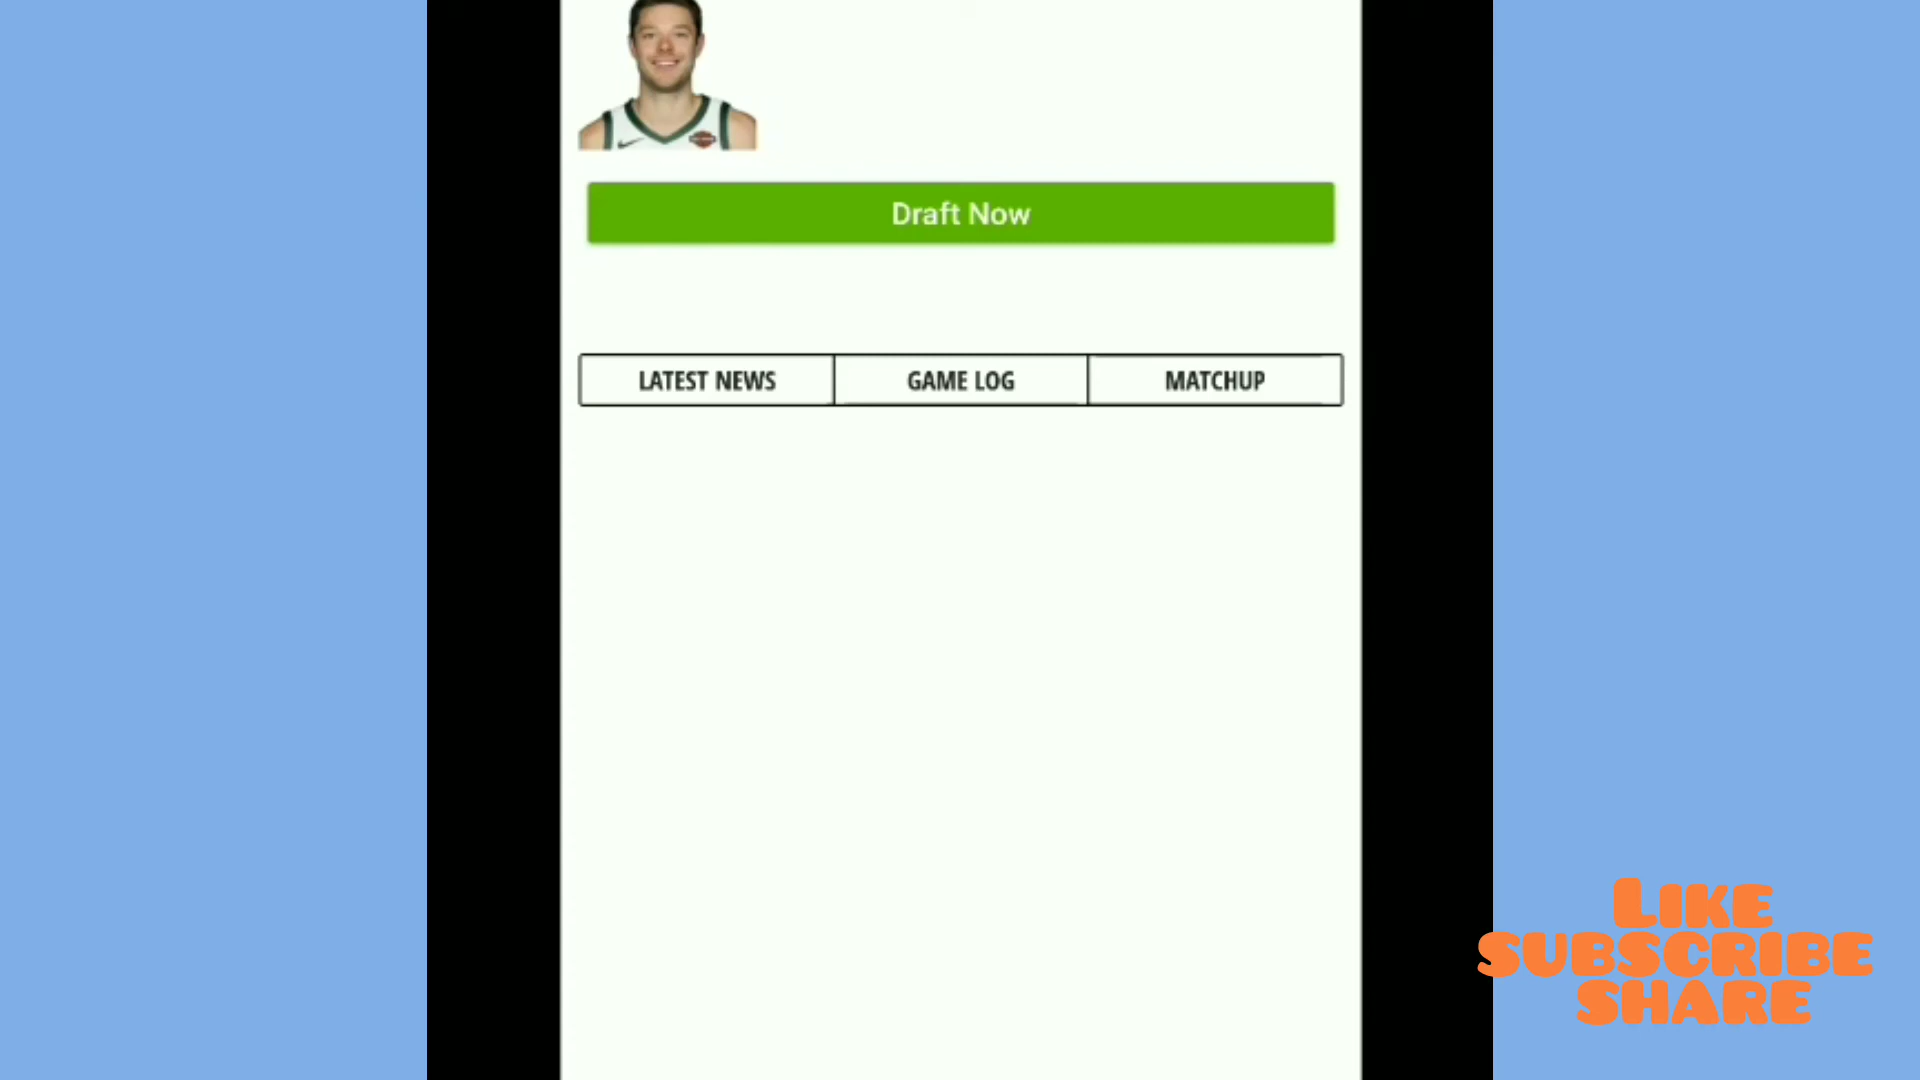 Draft Now
LATEST NEWS
GAME LOG
MATCHUP
LIKE
SUBSCRIBE
SHARE